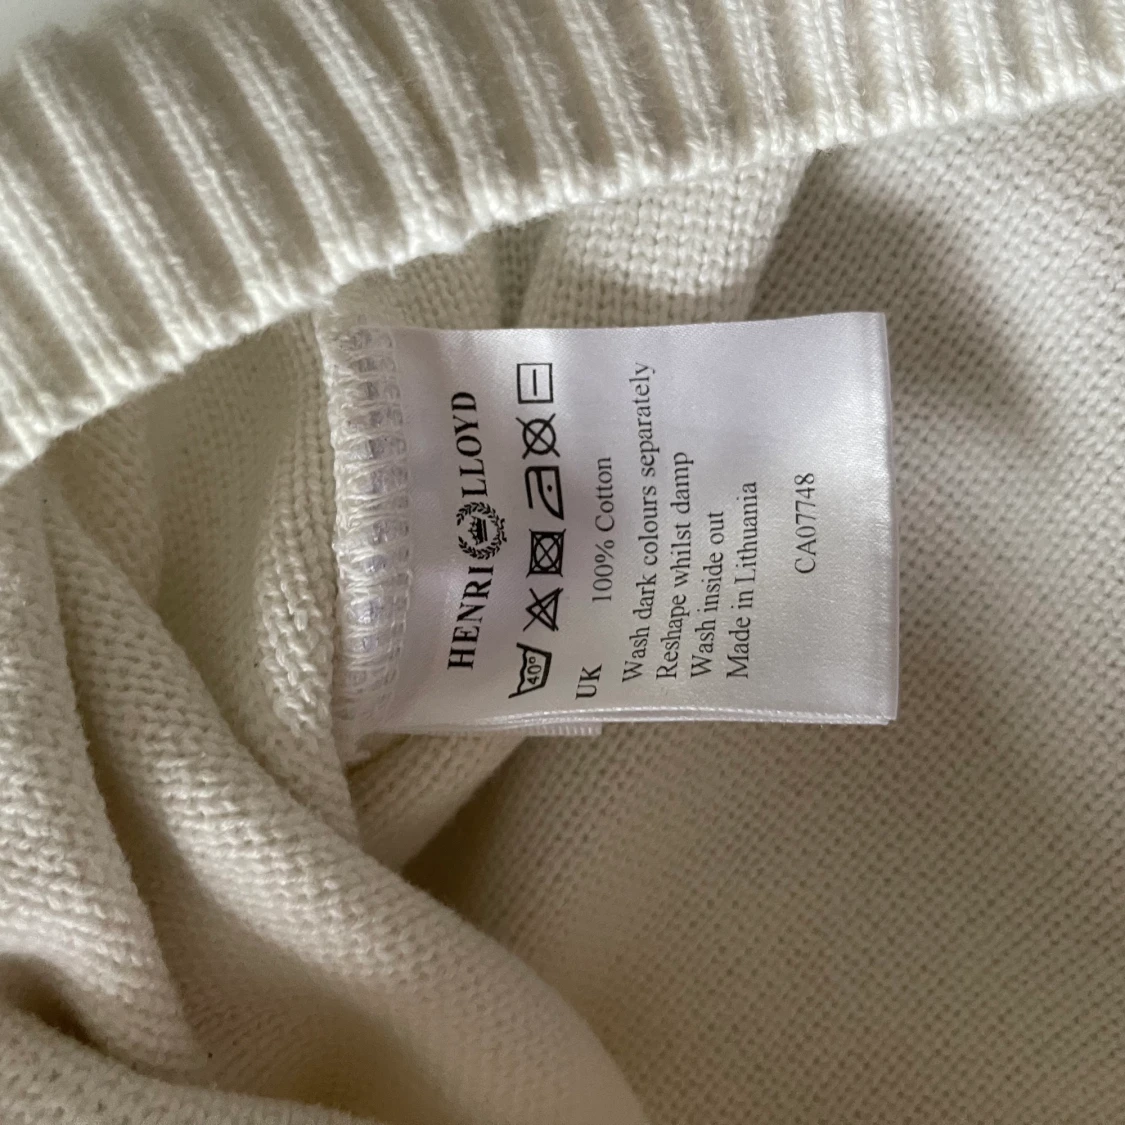 HENRI LLOYD
40°
UK 100% Cotton
Wash dark colours separately
Reshape whilst damp
Wash inside out
Made in Lithuania
CA07748